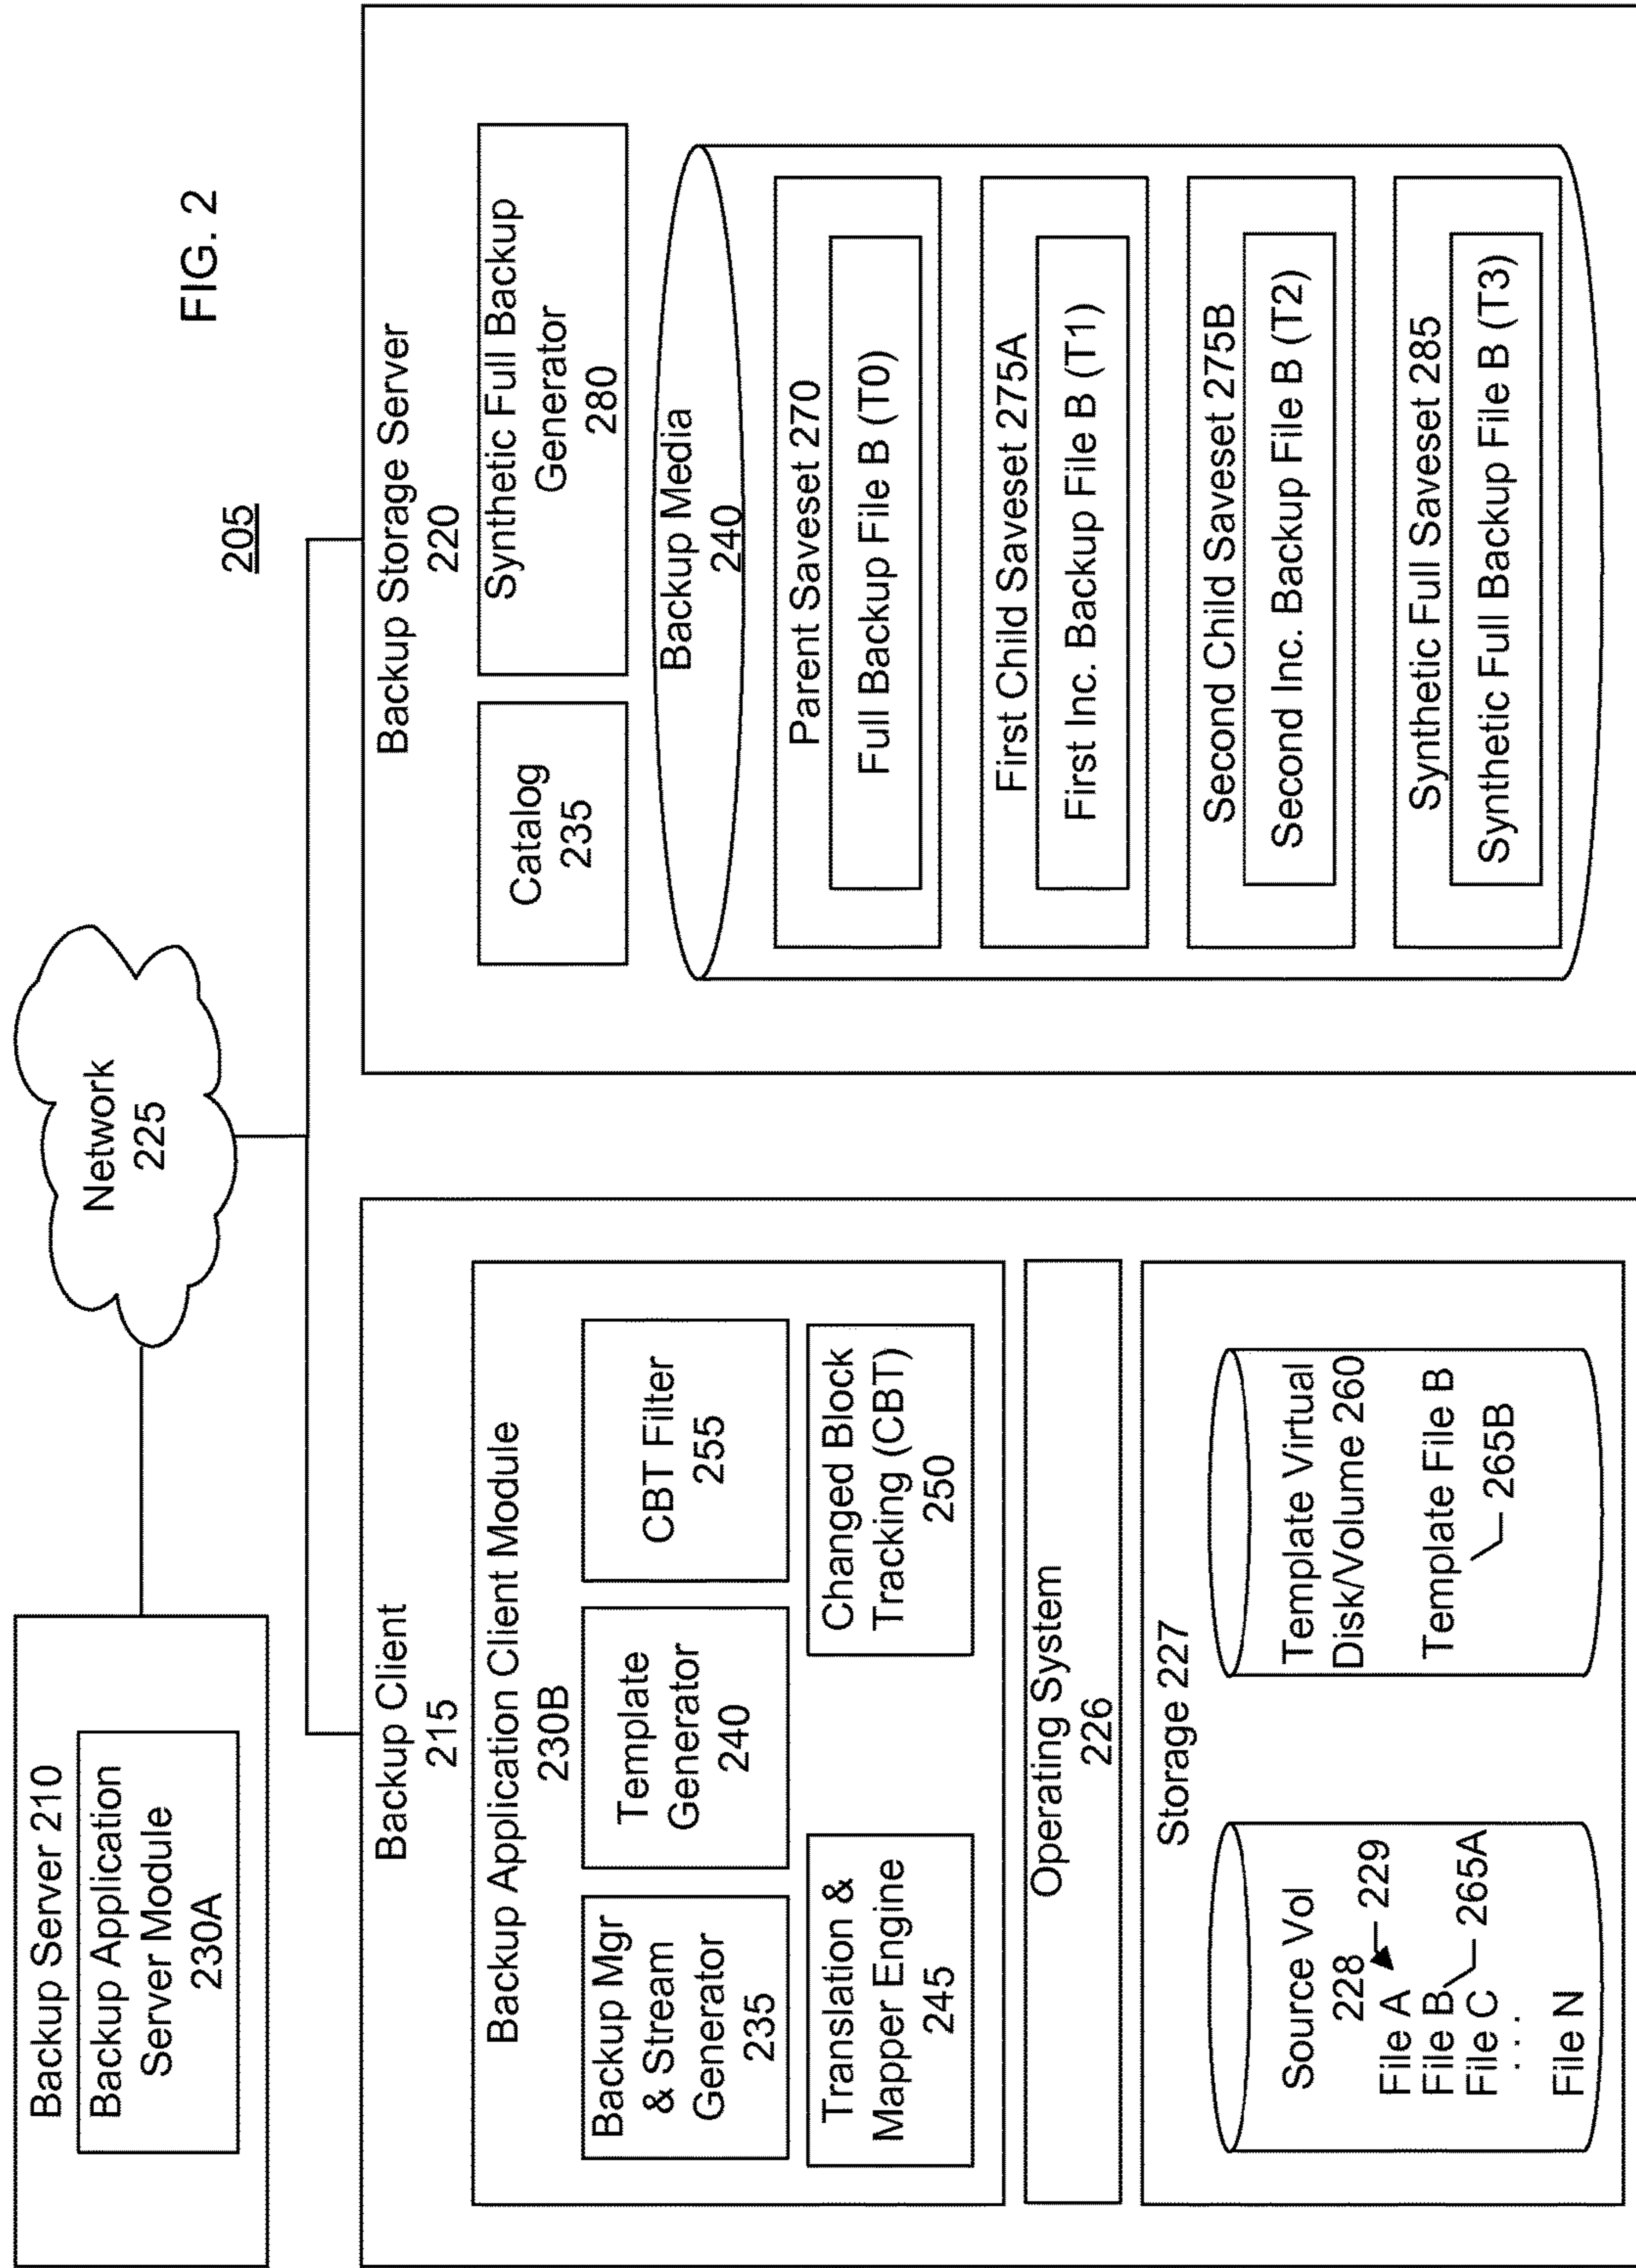 FIG. 2
205
Backup Server 210
Backup Application
Server Module
230A
Network
225
Backup Client
215
Backup Application Client Module
230B
Backup Mgr
& Stream
Generator
235
Template
Generator
240
CBT Filter
255
Translation &
Mapper Engine
245
Changed Block
Tracking (CBT)
250
Operating System
226
Storage 227
Source Vol
228
229
File A
File B
265A
File C
. . .
File N
Template Virtual
Disk/Volume 260
Template File B
265B
Backup Storage Server
220
Catalog
235
Synthetic Full Backup
Generator
280
Backup Media
240
Parent Saveset 270
Full Backup File B (T0)
First Child Saveset 275A
First Inc. Backup File B (T1)
Second Child Saveset 275B
Second Inc. Backup File B (T2)
Synthetic Full Saveset 285
Synthetic Full Backup File B (T3)